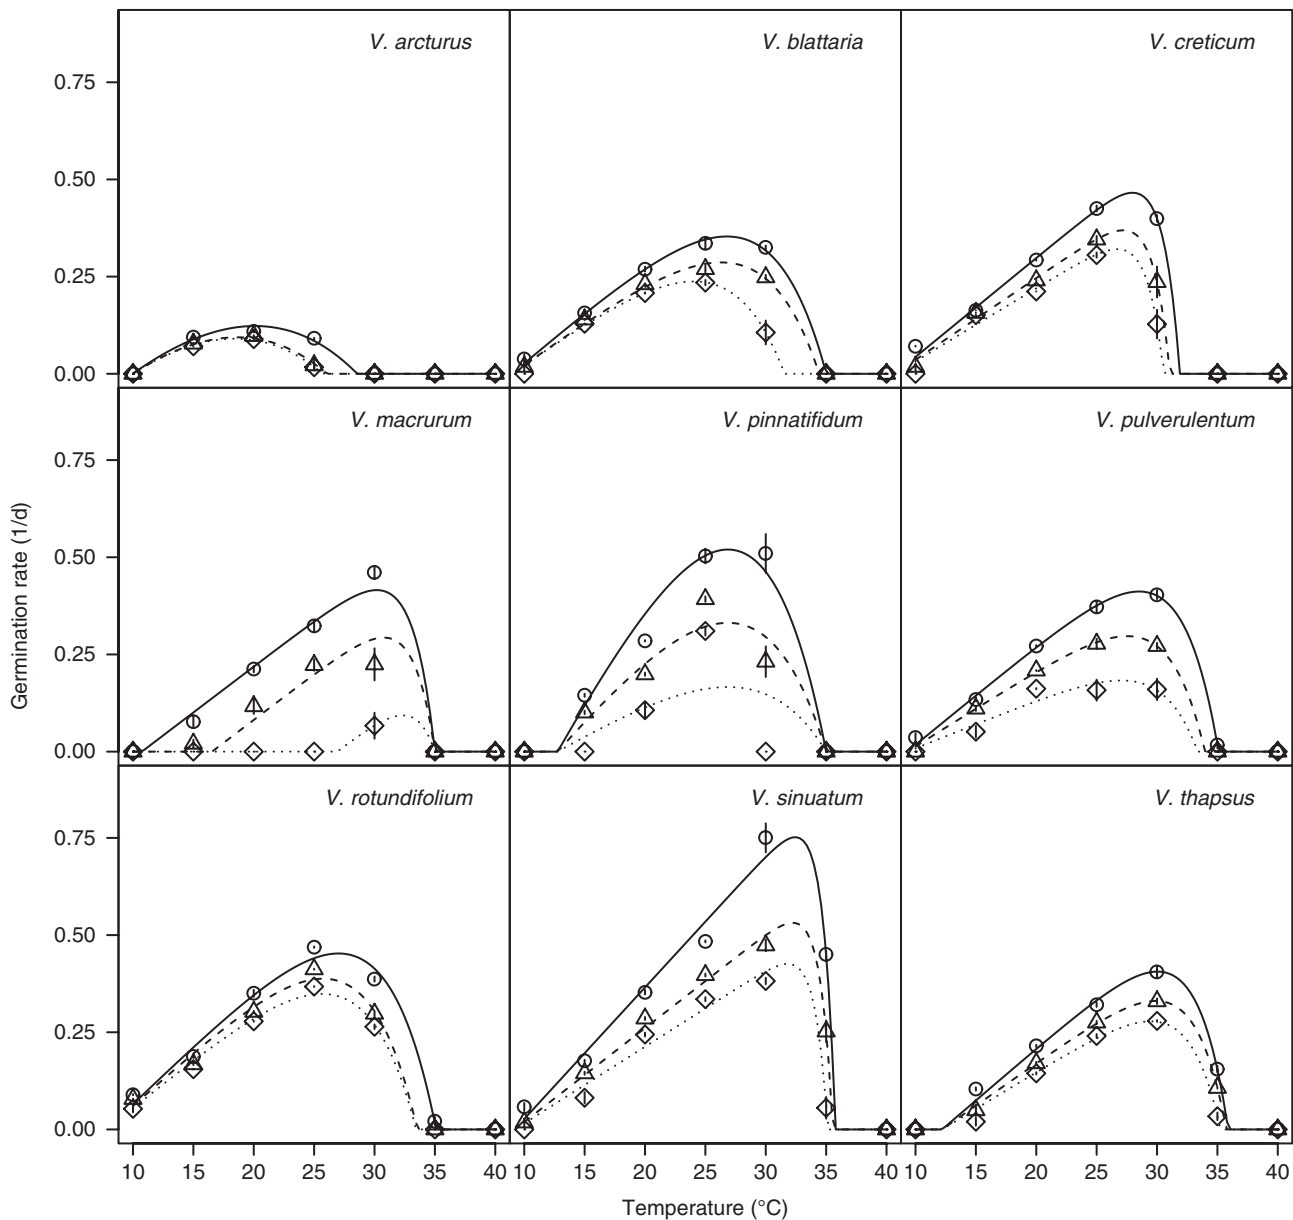 V. arcturus V. blattaria V. creticum
0.75
0.50
0.25
0.00
V. macrurum V. pinnatifidum V. pulverulentum
0.75
0.50
0.25
0.00
Germination rate (1/d)
V. rotundifolium V. sinuatum V. thapsus
0.75
0.50
0.25
0.00
10 15 20 25 30 35 40 10 15 20 25 30 35 40 10 15 20 25 30 35 40
Temperature (°C)